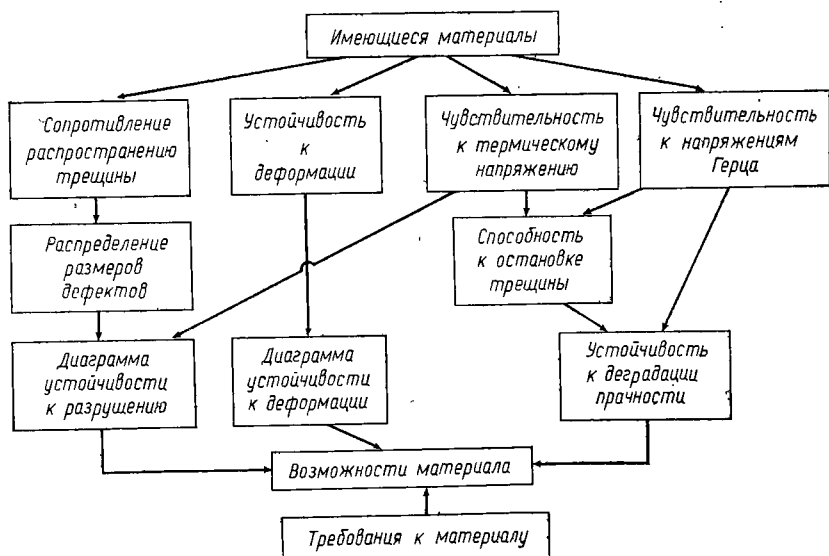 Имеющиеся материалы
Сопротивление
распространению
трещины
Устойчивость
к
деформации
Чувствительность
к термическому
напряжению
Чувствительность
к напряжениям
Герца
Распределение
размеров
дефектов
Способность
к остановке
трещины
Диаграмма
устойчивости
к разрушению
Диаграмма
устойчивости
к деформации
Устойчивость
к деградации
прачности
Возможности материала
Требования к материалу